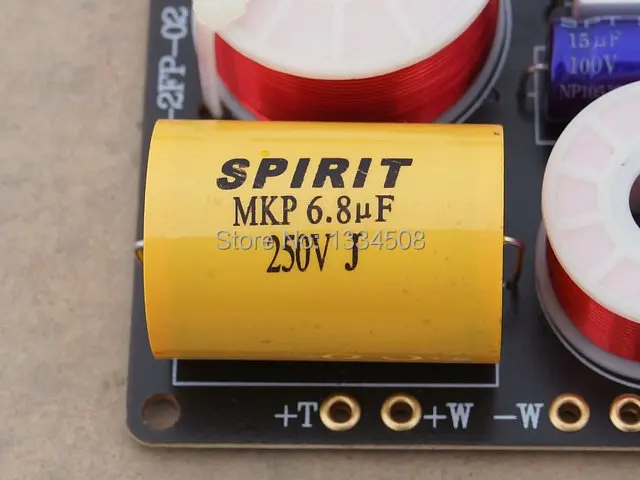 -2FP-02
SPIRIT
MKP 6.8µF
250V J
Store No: 1334508
15µF
100V
+T
+W
-W